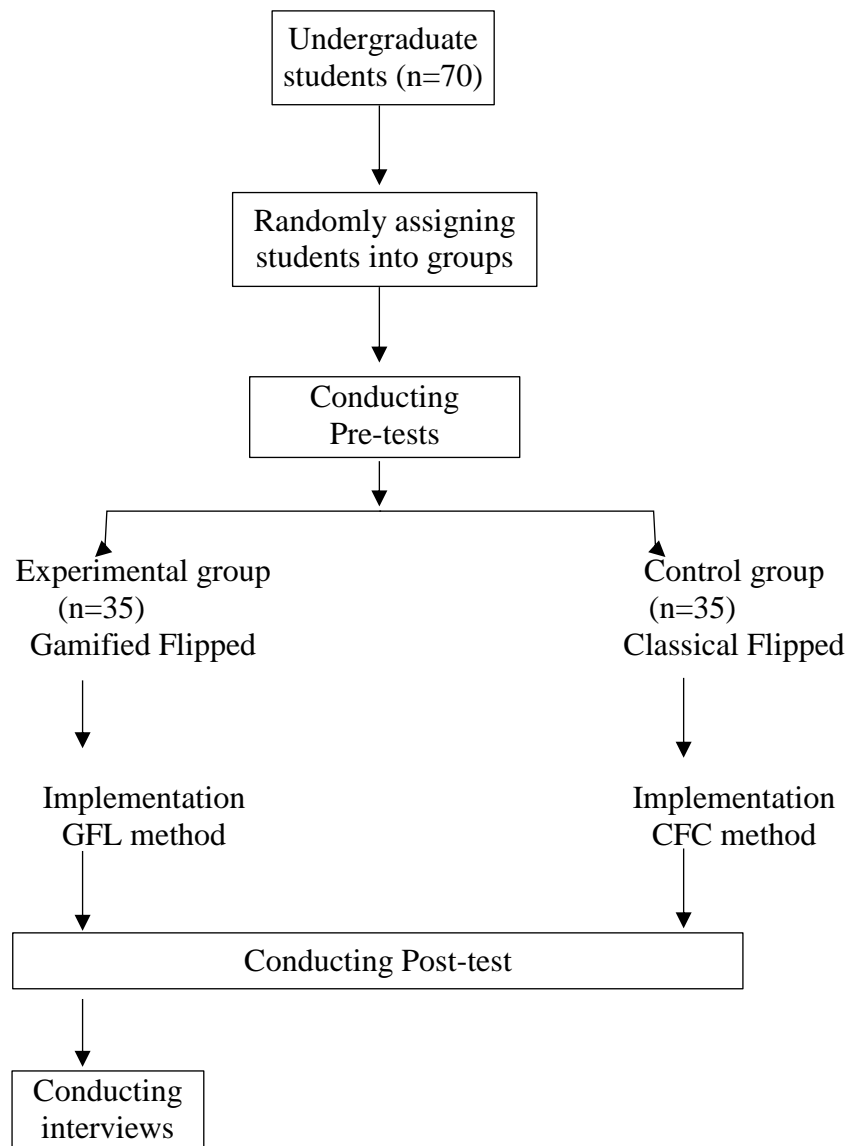 Undergraduate
students (n=70)
Randomly assigning
students into groups
Conducting
Pre-tests
Experimental group
(n=35)
Gamified Flipped
Control group
(n=35)
Classical Flipped
Implementation
GFL method
Implementation
CFC method
Conducting Post-test
Conducting
interviews